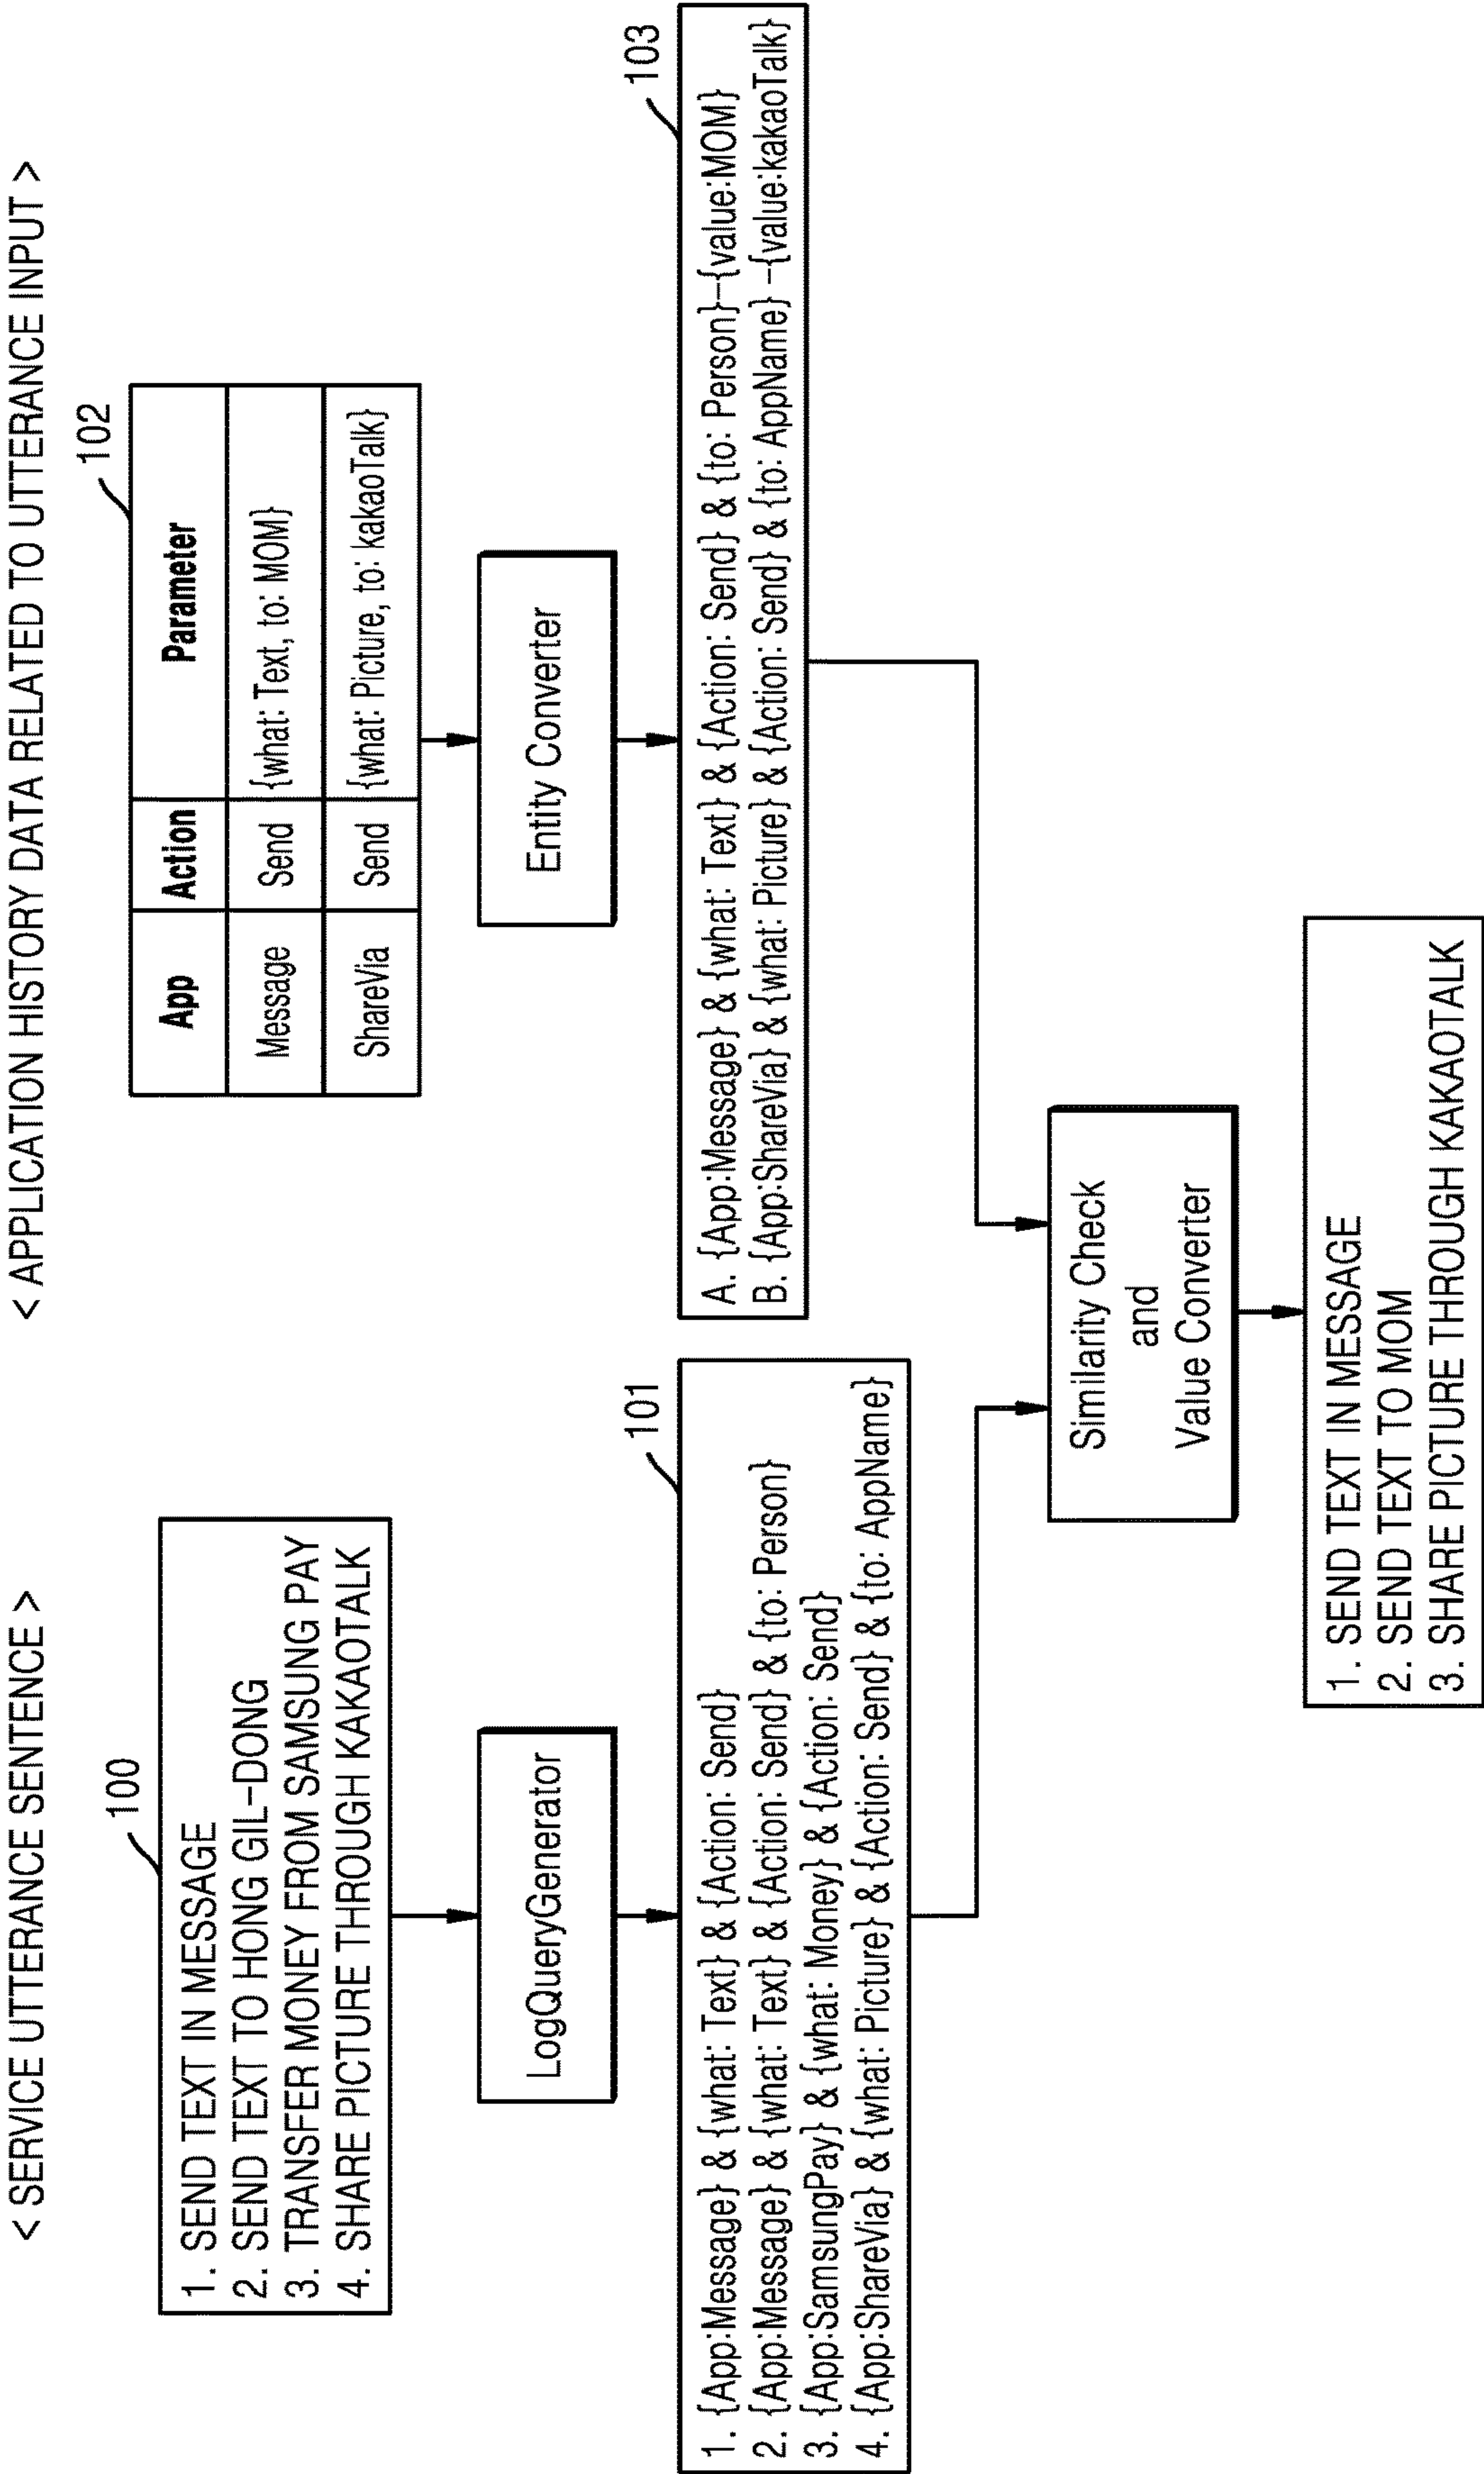 < SERVICE UTTERANCE SENTENCE >
100
1. SEND TEXT IN MESSAGE
2. SEND TEXT TO HONG GIL-DONG
3. TRANSFER MONEY FROM SAMSUNG PAY
4. SHARE PICTURE THROUGH KAKAOTALK
LogQueryGenerator
101
1. {App:Message} & {what: Text} & {Action: Send}
2. {App:Message} & {what: Text} & {Action: Send} & {to: Person}
3. {App:SamsungPay} & {what: Money} & {Action: Send}
4. {App:ShareVia} & {what: Picture} & {Action: Send} & {to: AppName}
< APPLICATION HISTORY DATA RELATED TO UTTERANCE INPUT >
102
App Action Parameter
Message Send {what: Text, to: MOM}
ShareVia Send {what: Picture, to: kakaoTalk}
Entity Converter
103
A. {App:Message} & {what: Text} & {Action: Send} & {to: Person}-{value:MOM}
B. {App:ShareVia} & {what: Picture} & {Action: Send} & {to: AppName} -{value:kakaoTalk}
Similarity Check
and
Value Converter
1. SEND TEXT IN MESSAGE
2. SEND TEXT TO MOM
3. SHARE PICTURE THROUGH KAKAOTALK